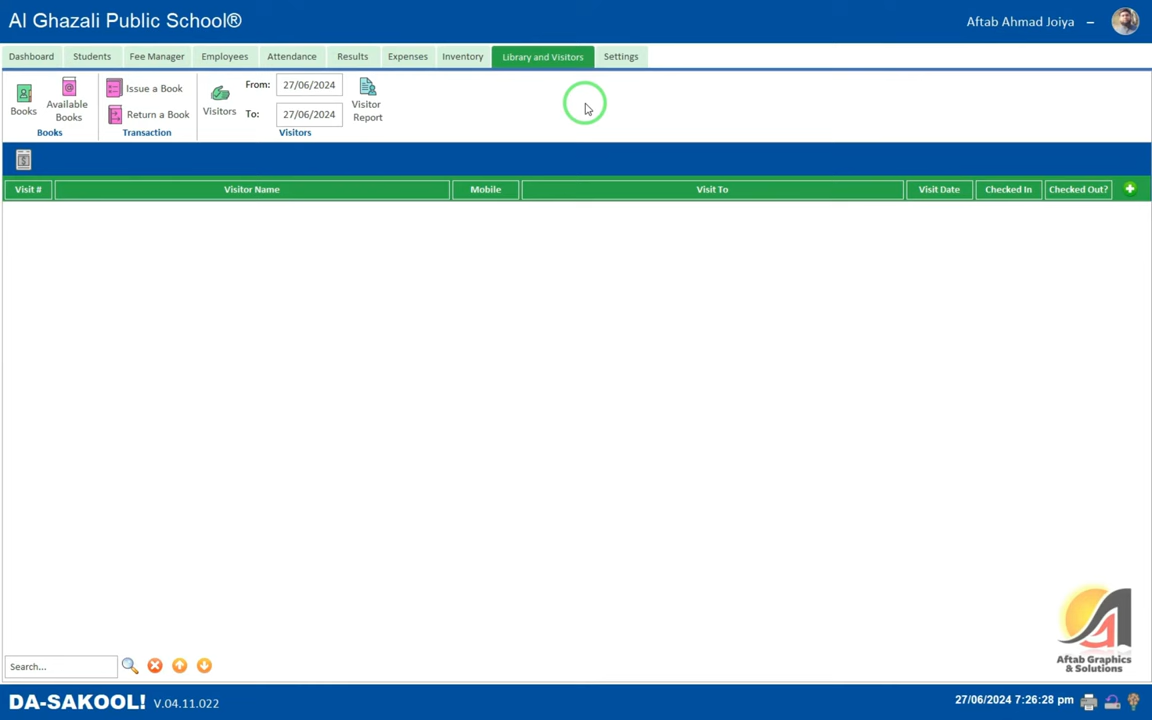 Al Ghazali Public School®
Aftab Ahmad Joiya
Dashboard Students Fee Manager Employees Attendance Results Expenses Inventory Library and Visitors Settings
Books
Available Books
Books
Issue a Book
Return a Book
Transaction
Visitors
From: 27/06/2024
To: 27/06/2024
Visitor Report
Visitors
Visit # Visitor Name Mobile Visit To Visit Date Checked In Checked Out?
Aftab Graphics
& Solutions
Search...
DA-SAKOOL! V.04.11.022
27/06/2024 7:26:28 pm